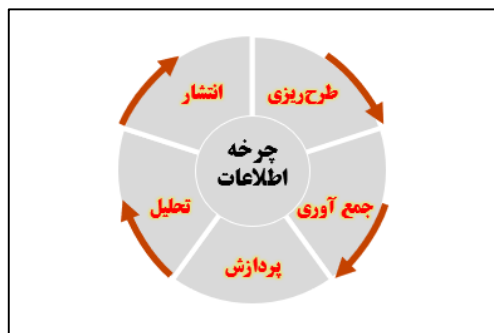 چرخه
اطلاعات
طرح‌ریزی
جمع آوری
پردازش
تحلیل
انتشار